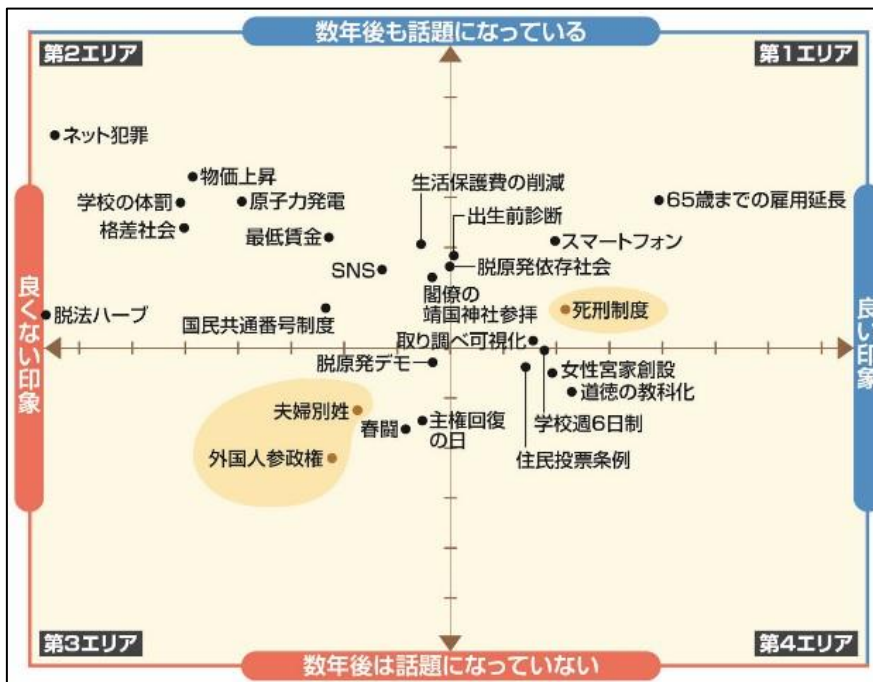 数年後も話題になっている
第2エリア
第1エリア
ネット犯罪
物価上昇
生活保護費の削減
学校の体罰
原子力発電
65歳までの雇用延長
出生前診断
格差社会
最低賃金
スマートフォン
SNS
脱原発依存社会
閣僚の
靖国神社参拝
死刑制度
脱法ハーブ
国民共通番号制度
取り調べ可視化
良くない印象
良い印象
脱原発デモ
女性宮家創設
道徳の教科化
夫婦別姓
春闘
主権回復
の日
学校週6日制
外国人参政権
住民投票条例
第3エリア
第4エリア
数年後は話題になっていない